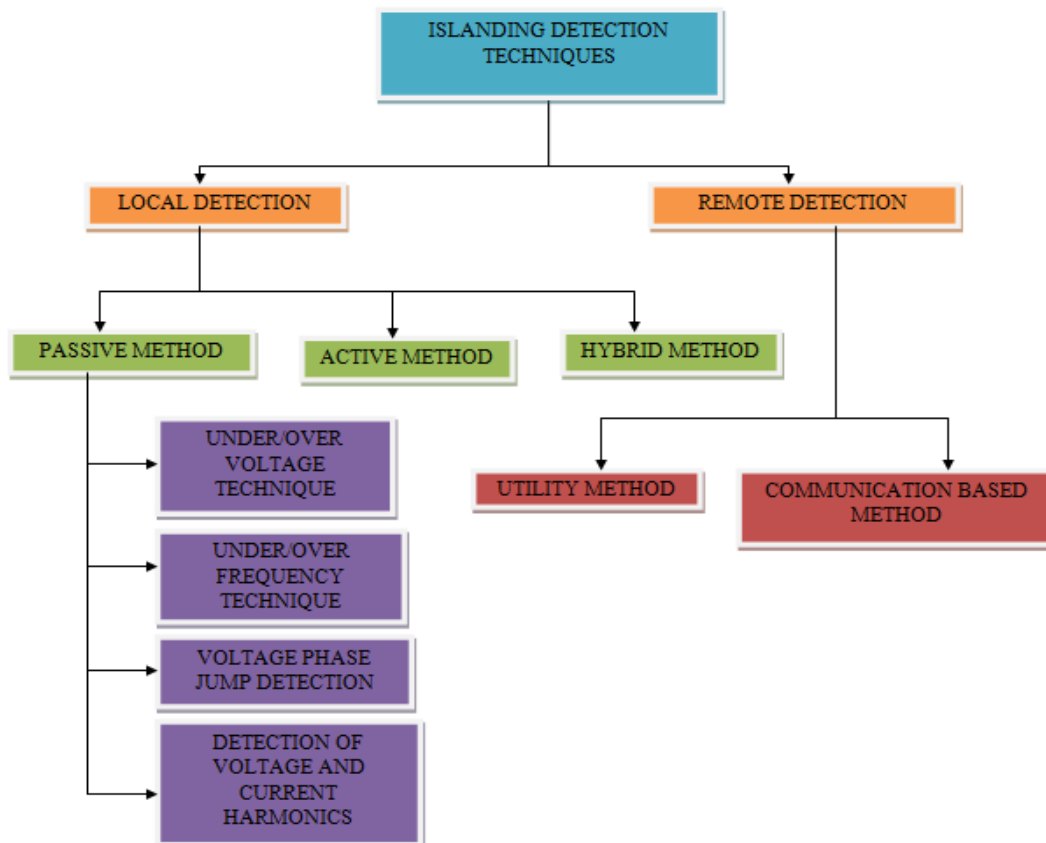 ISLANDING DETECTION
TECHNIQUES
LOCAL DETECTION
REMOTE DETECTION
PASSIVE METHOD
ACTIVE METHOD
HYBRID METHOD
UNDER/OVER
VOLTAGE
TECHNIQUE
UNDER/OVER
FREQUENCY
TECHNIQUE
VOLTAGE PHASE
JUMP DETECTION
DETECTION OF
VOLTAGE AND
CURRENT
HARMONICS
UTILITY METHOD
COMMUNICATION BASED
METHOD